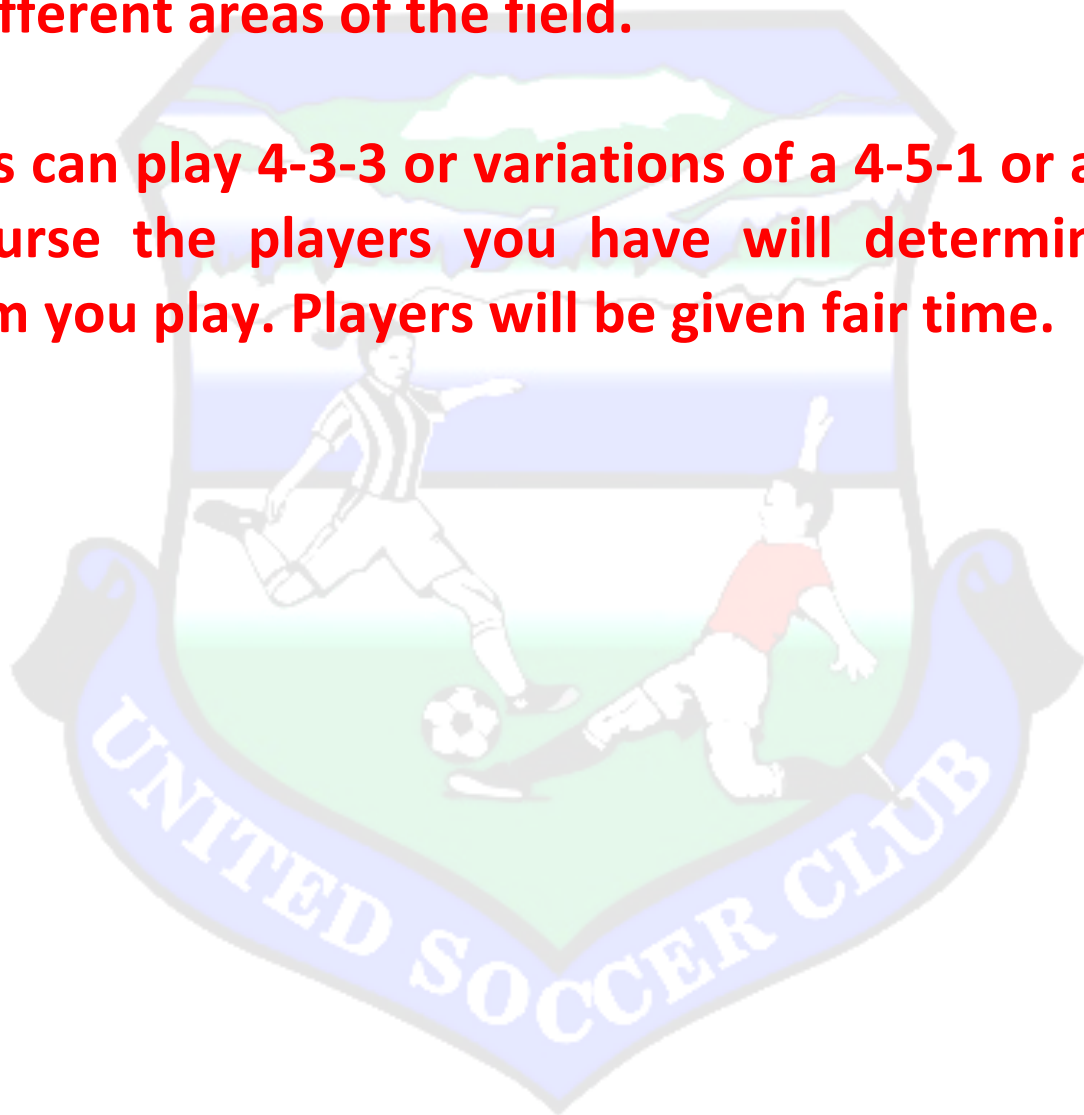 fferent areas of the field.
s can play 4-3-3 or variations of a 4-5-1 or a
urse the players you have will determin
m you play. Players will be given fair time.
UNITED SOCCER CLUB